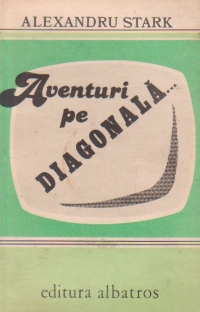 ALEXANDRU STARK
Aventuri
pe
DIAGONALĂ...
editura albatros